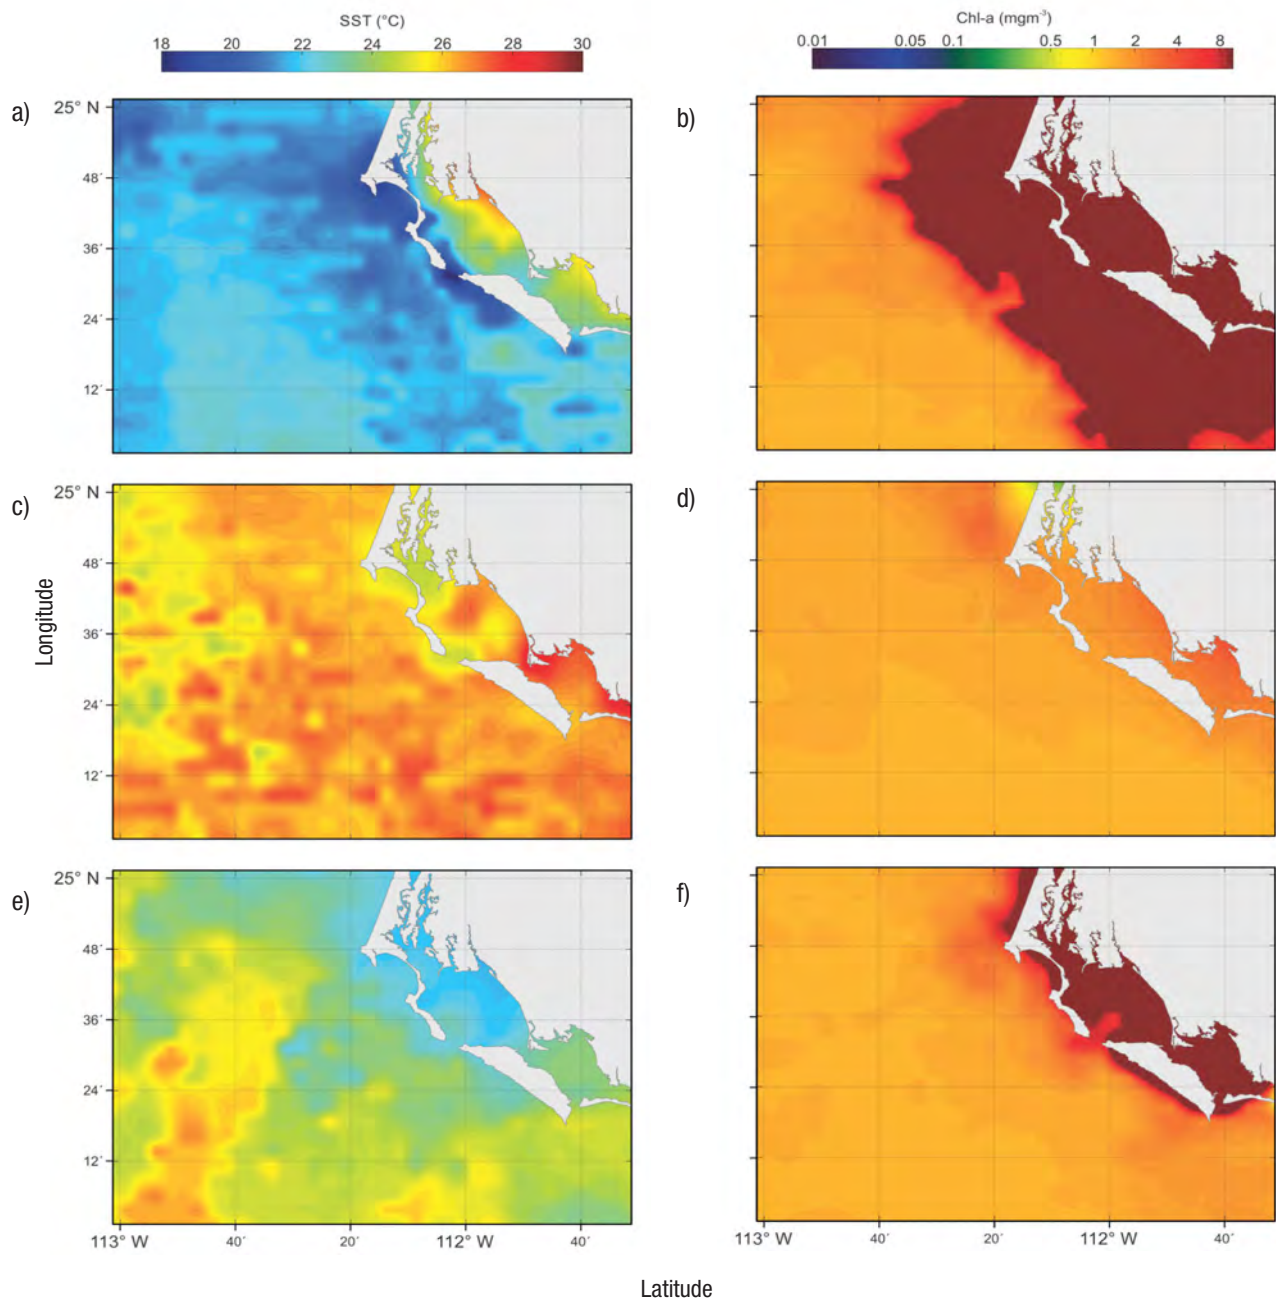 SST (°C)
18 20 22 24 26 28 30
Chl-a (mgm⁻³)
0.01 0.05 0.1 0.5 1 2 4 8
a)
25° N
48´
36´
24´
12´
b)
c)
25° N
48´
36´
24´
12´
d)
Longitude
e)
25° N
48´
36´
24´
12´
f)
113° W 40´ 20´ 112° W 40´
113° W 40´ 20´ 112° W 40´
Latitude